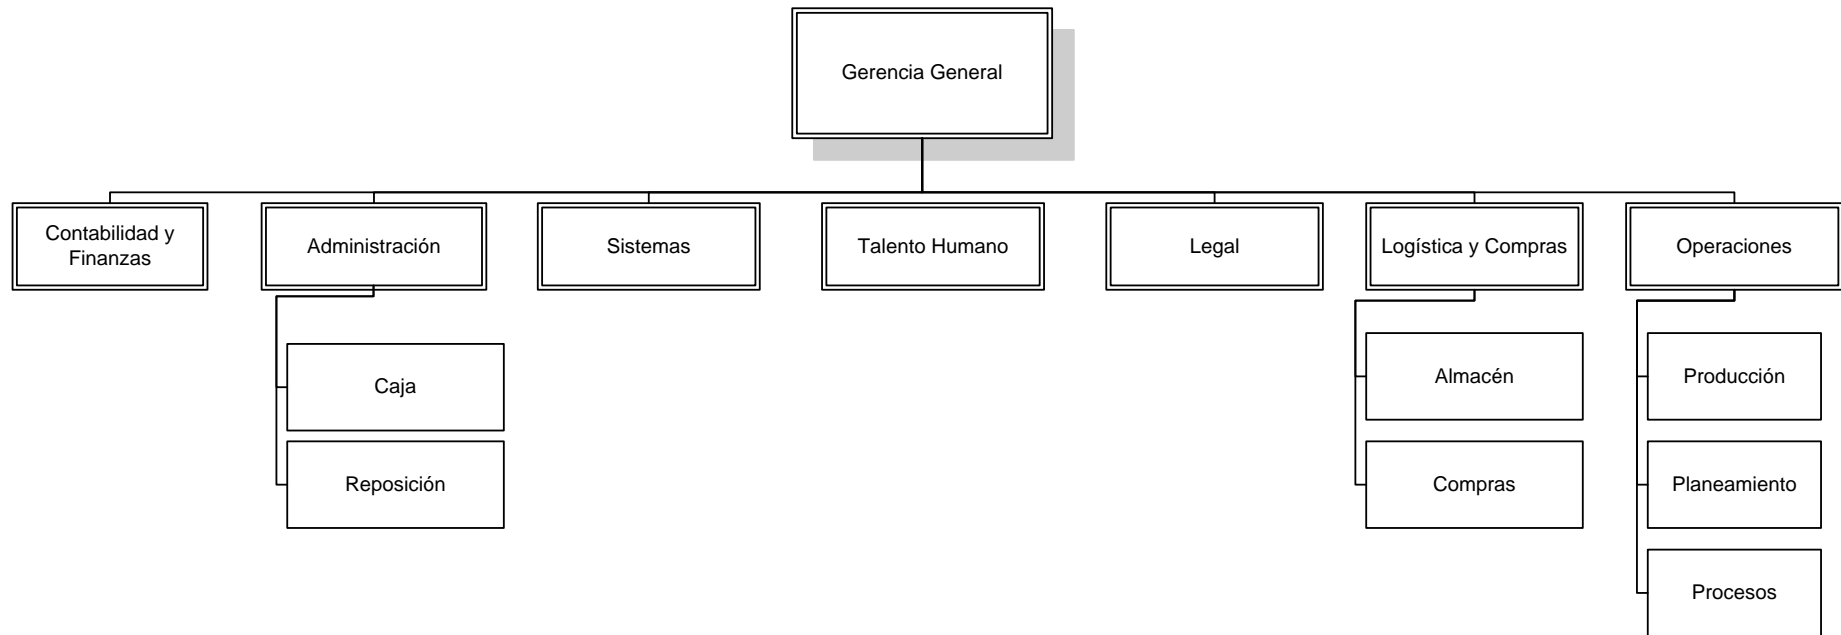 Gerencia General
Contabilidad y
Finanzas
Administración
Sistemas
Talento Humano
Legal
Logística y Compras
Operaciones
Caja
Reposición
Almacén
Compras
Producción
Planeamiento
Procesos